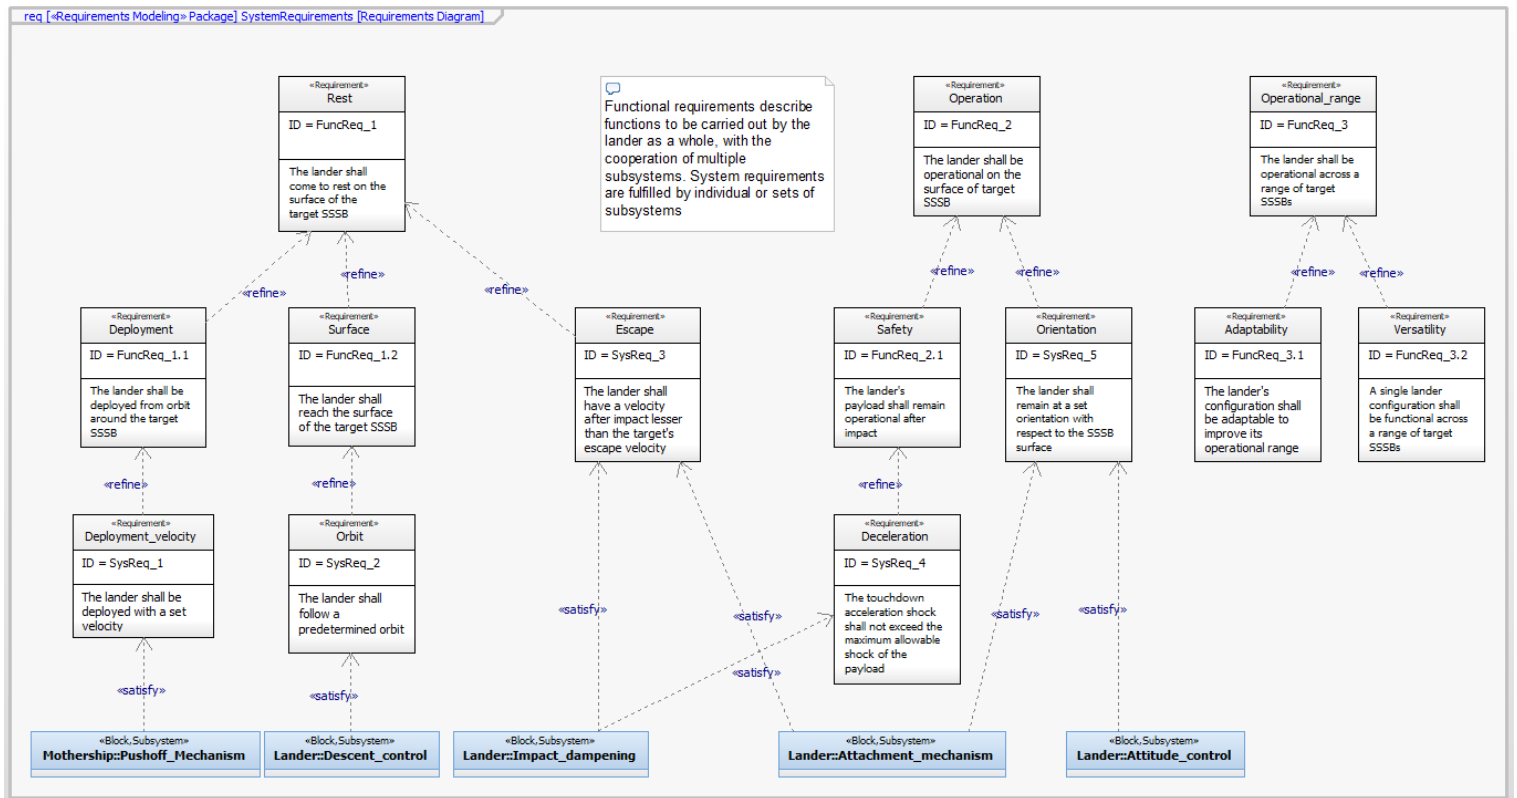 req [«Requirements Modeling» Package] SystemRequirements [Requirements Diagram]
«Requirement»
Rest
ID = FuncReq_1
The lander shall
come to rest on the
surface of the
target SSSB
Functional requirements describe
functions to be carried out by the
lander as a whole, with the
cooperation of multiple
subsystems. System requirements
are fulfilled by individual or sets of
subsystems
«Requirement»
Operation
ID = FuncReq_2
The lander shall be
operational on the
surface of target
SSSB
«Requirement»
Operational_range
ID = FuncReq_3
The lander shall be
operational across a
range of target
SSSBs
«refine»
«refine»
«refine»
«refine»
«refine»
«refine»
«refine»
«Requirement»
Deployment
ID = FuncReq_1.1
The lander shall be
deployed from orbit
around the target
SSSB
«Requirement»
Surface
ID = FuncReq_1.2
The lander shall
reach the surface
of the target SSSB
«Requirement»
Escape
ID = SysReq_3
The lander shall
have a velocity
after impact lesser
than the target's
escape velocity
«Requirement»
Safety
ID = FuncReq_2.1
The lander's
payload shall remain
operational after
impact
«Requirement»
Orientation
ID = SysReq_5
The lander shall
remain at a set
orientation with
respect to the SSSB
surface
«Requirement»
Adaptability
ID = FuncReq_3.1
The lander's
configuration shall
be adaptable to
improve its
operational range
«Requirement»
Versatility
ID = FuncReq_3.2
A single lander
configuration shall
be functional across
a range of target
SSSBs
«refine»
«refine»
«refine»
«Requirement»
Deployment_velocity
ID = SysReq_1
The lander shall be
deployed with a set
velocity
«Requirement»
Orbit
ID = SysReq_2
The lander shall
follow a
predetermined orbit
«Requirement»
Deceleration
ID = SysReq_4
The touchdown
acceleration shock
shall not exceed the
maximum allowable
shock of the
payload
«satisfy»
«satisfy»
«satisfy»
«satisfy»
«satisfy»
«satisfy»
«satisfy»
«Block,Subsystem»
Mothership::Pushoff_Mechanism
«Block,Subsystem»
Lander::Descent_control
«Block,Subsystem»
Lander::Impact_dampening
«Block,Subsystem»
Lander::Attachment_mechanism
«Block,Subsystem»
Lander::Attitude_control